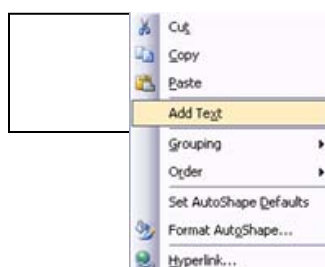 Cut
Copy
Paste
Add Text
Grouping
Order
Set AutoShape Defaults
Format AutoShape...
Hyperlink...